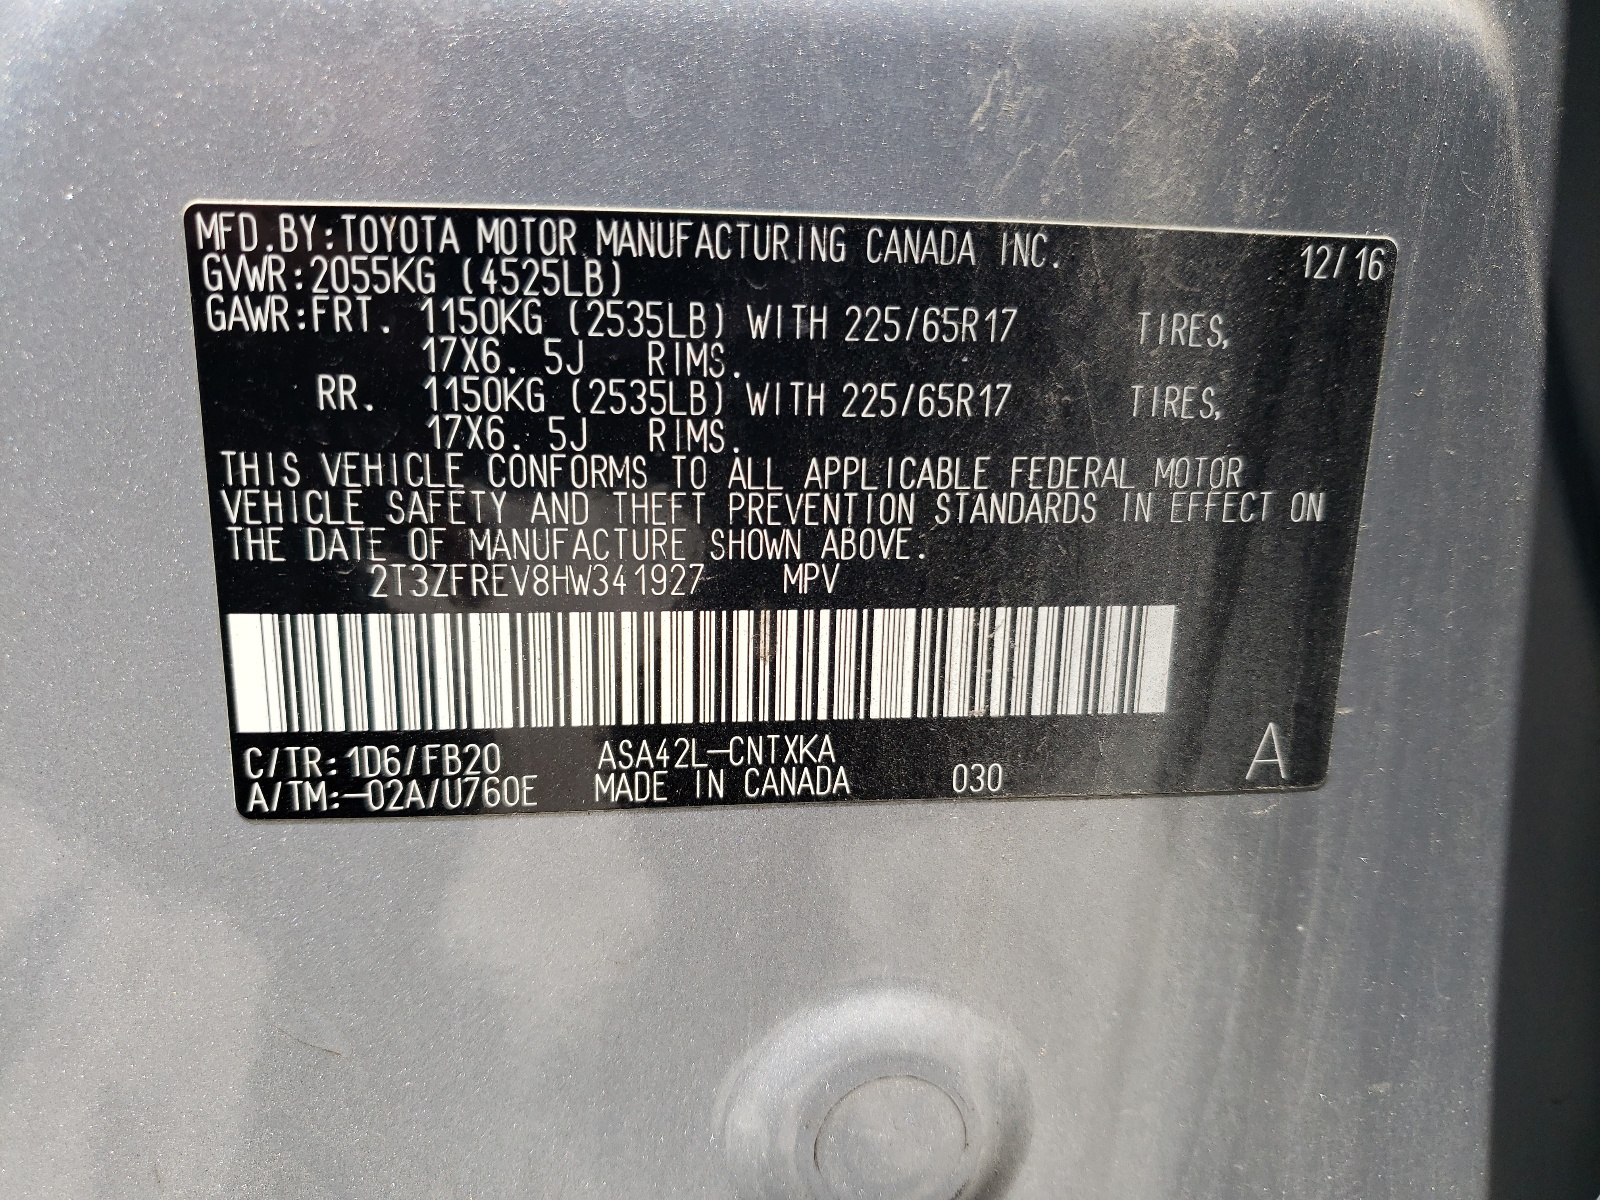 MFD.BY:TOYOTA MOTOR MANUFACTURING CANADA INC. 12/16
GVWR:2055KG (4525LB)
GAWR:FRT. 1150KG (2535LB) WITH 225/65R17 TIRES,
17X6.5J RIMS.
RR. 1150KG (2535LB) WITH 225/65R17 TIRES,
17X6.5J RIMS.
THIS VEHICLE CONFORMS TO ALL APPLICABLE FEDERAL MOTOR
VEHICLE SAFETY AND THEFT PREVENTION STANDARDS IN EFFECT ON
THE DATE OF MANUFACTURE SHOWN ABOVE.
2T3ZFREV8HW341927 MPV
C/TR:1D6/FB20 ASA42L-CNTXKA
A/TM:-02A/U760E MADE IN CANADA 030 A